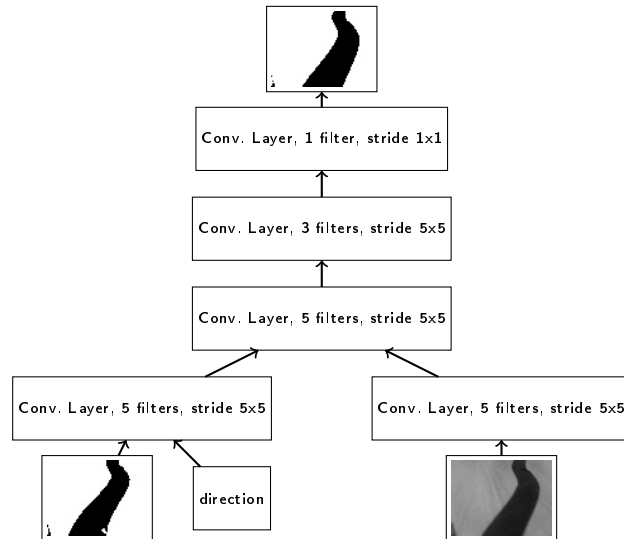 Conv. Layer, 1 filter, stride 1x1
Conv. Layer, 3 filters, stride 5x5
Conv. Layer, 5 filters, stride 5x5
Conv. Layer, 5 filters, stride 5x5
Conv. Layer, 5 filters, stride 5x5
direction